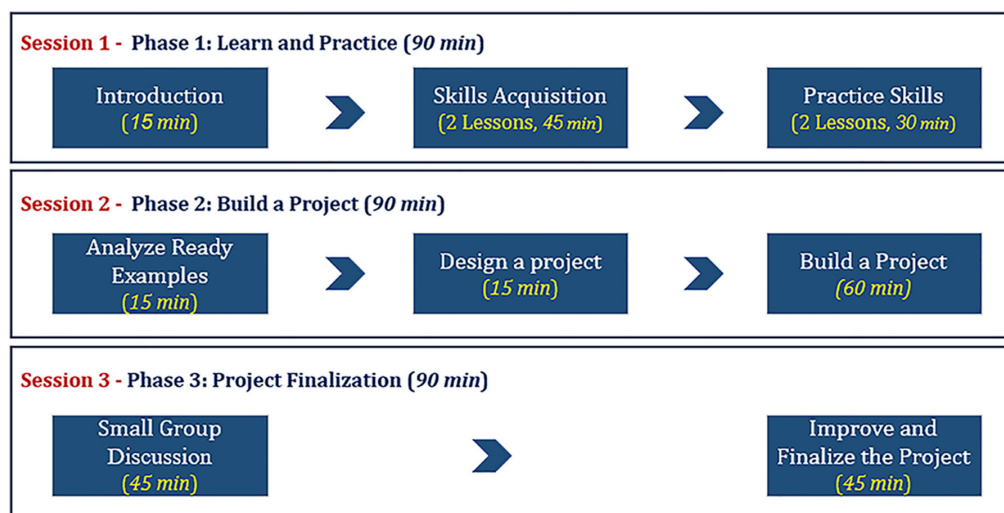 Session 1 - Phase 1: Learn and Practice (90 min)
Introduction
(15 min)
Skills Acquisition
(2 Lessons, 45 min)
Practice Skills
(2 Lessons, 30 min)
Session 2 - Phase 2: Build a Project (90 min)
Analyze Ready
Examples
(15 min)
Design a project
(15 min)
Build a Project
(60 min)
Session 3 - Phase 3: Project Finalization (90 min)
Small Group
Discussion
(45 min)
Improve and
Finalize the Project
(45 min)